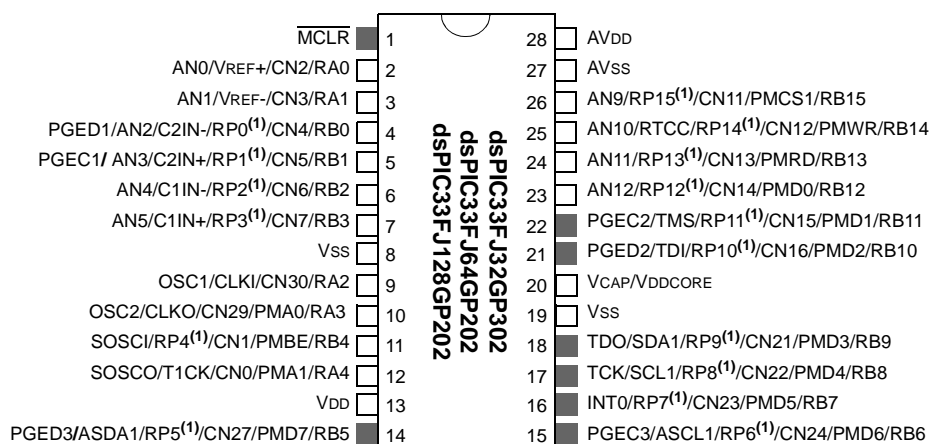 MCLR 1
AN0/VREF+/CN2/RA0 2
AN1/VREF-/CN3/RA1 3
PGED1/AN2/C2IN-/RP0(1)/CN4/RB0 4
PGEC1/ AN3/C2IN+/RP1(1)/CN5/RB1 5
AN4/C1IN-/RP2(1)/CN6/RB2 6
AN5/C1IN+/RP3(1)/CN7/RB3 7
VSS 8
OSC1/CLKI/CN30/RA2 9
OSC2/CLKO/CN29/PMA0/RA3 10
SOSCI/RP4(1)/CN1/PMBE/RB4 11
SOSCO/T1CK/CN0/PMA1/RA4 12
VDD 13
PGED3/ASDA1/RP5(1)/CN27/PMD7/RB5 14
dsPIC33FJ32GP302
dsPIC33FJ64GP202
dsPIC33FJ128GP202
28 AVDD
27 AVSS
26 AN9/RP15(1)/CN11/PMCS1/RB15
25 AN10/RTCC/RP14(1)/CN12/PMWR/RB14
24 AN11/RP13(1)/CN13/PMRD/RB13
23 AN12/RP12(1)/CN14/PMD0/RB12
22 PGEC2/TMS/RP11(1)/CN15/PMD1/RB11
21 PGED2/TDI/RP10(1)/CN16/PMD2/RB10
20 VCAP/VDDCORE
19 VSS
18 TDO/SDA1/RP9(1)/CN21/PMD3/RB9
17 TCK/SCL1/RP8(1)/CN22/PMD4/RB8
16 INT0/RP7(1)/CN23/PMD5/RB7
15 PGEC3/ASCL1/RP6(1)/CN24/PMD6/RB6